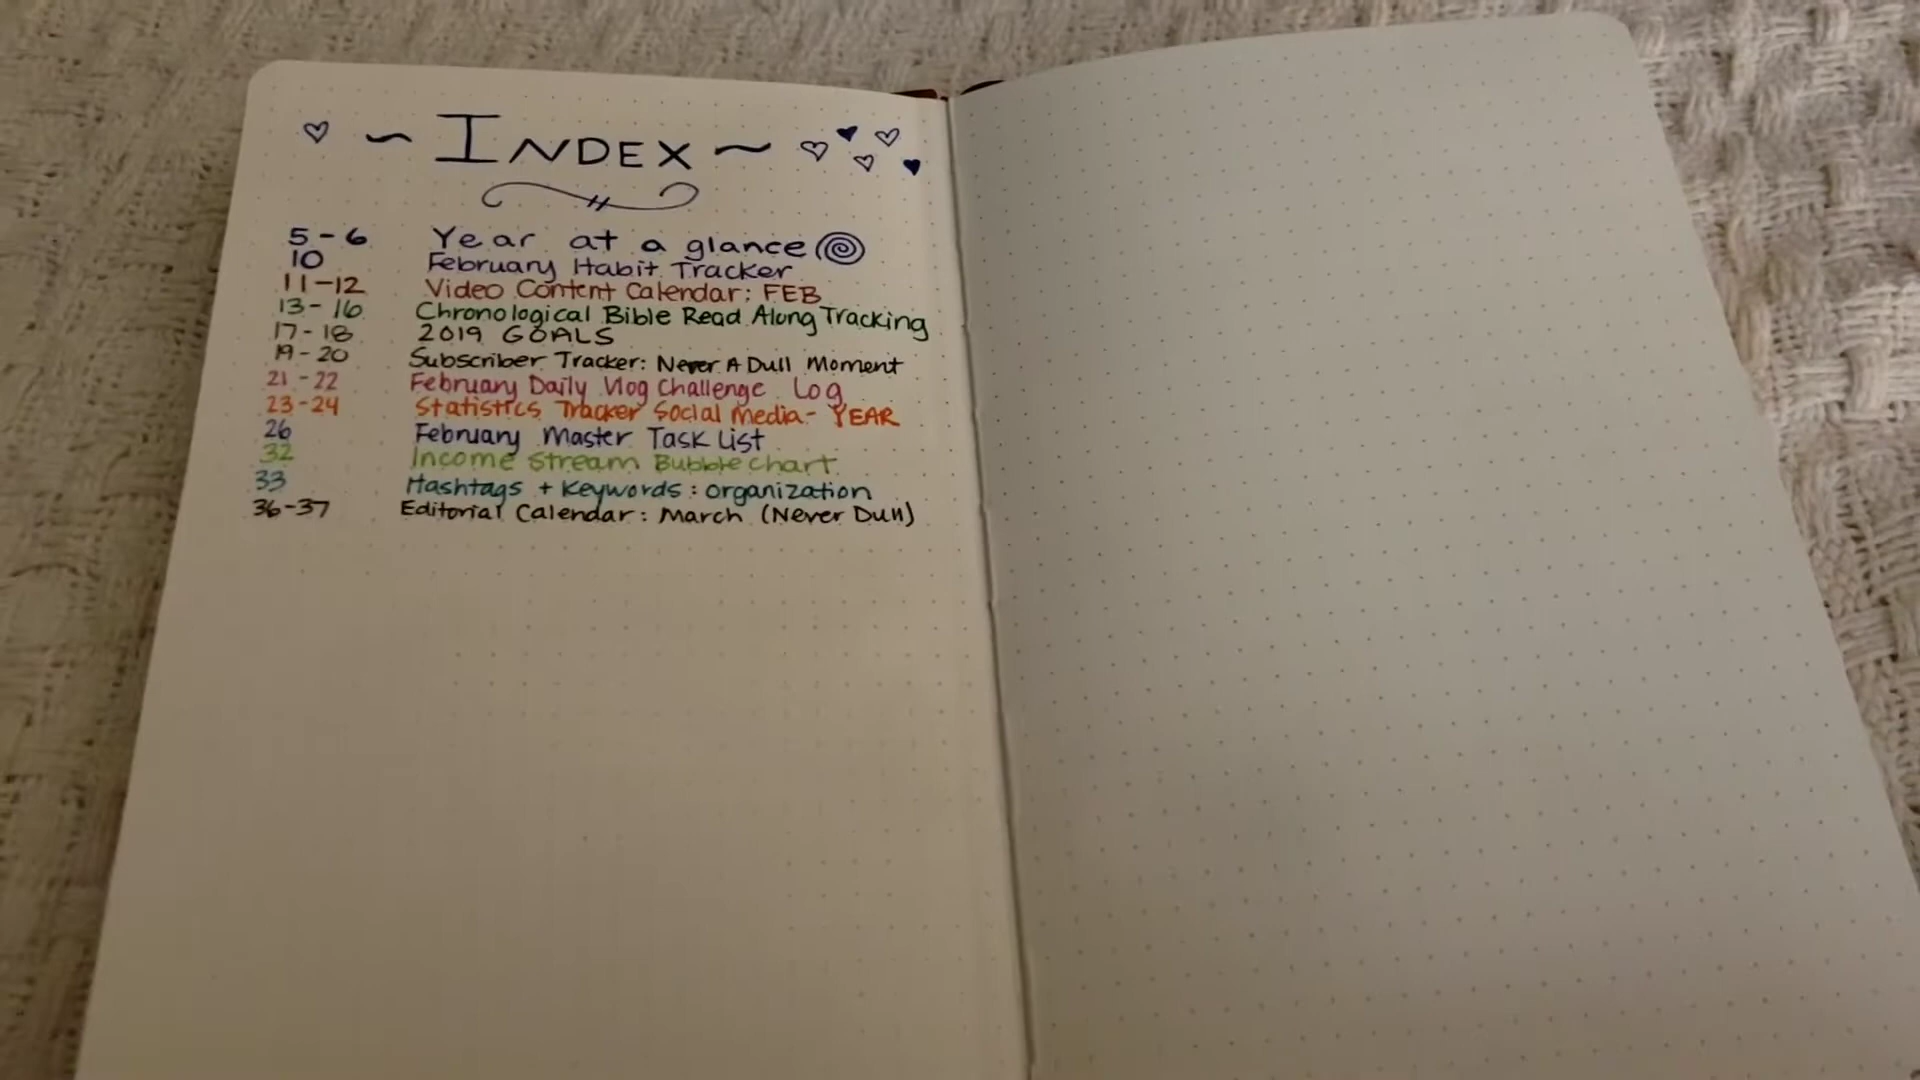 ~ INDEX ~
5-6 Year at a glance
10 February Habit Tracker
11-12 Video Content Calendar: FEB
13-16 Chronological Bible Read Along Tracking
17-18 2019 GOALS
19-20 Subscriber Tracker: Never A Dull Moment
21-22 February Daily Vlog Challenge Log
23-24 Statistics Tracker Social Media - YEAR
26 February Master Task List
32 Income Stream Bubble chart
33 Hashtags + Keywords: organization
36-37 Editorial Calendar: March (Never Dull)